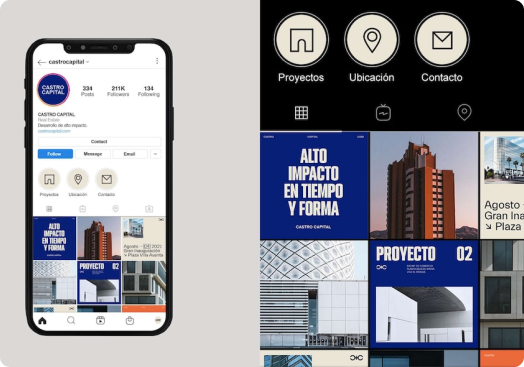 castrocapital
CASTRO
CAPITAL
334
Posts
211K
Followers
134
Following
CASTRO CAPITAL
Real Estate
Desarrollo de alto impacto.
castrocapital.com
Contact
Follow
Message
Email
Proyectos
Ubicación
Contacto
ALTO
IMPACTO
EN TIEMPO
Y FORMA
CASTRO CAPITAL
Agosto
2021
Gran Inauguración
↘ Plaza Villa Aventa
PROYECTO 02
Proyectos
Ubicación
Contacto
ALTO
IMPACTO
EN TIEMPO
Y FORMA
CASTRO CAPITAL
Agosto
Gran Ina
↘ Plaza
PROYECTO 02